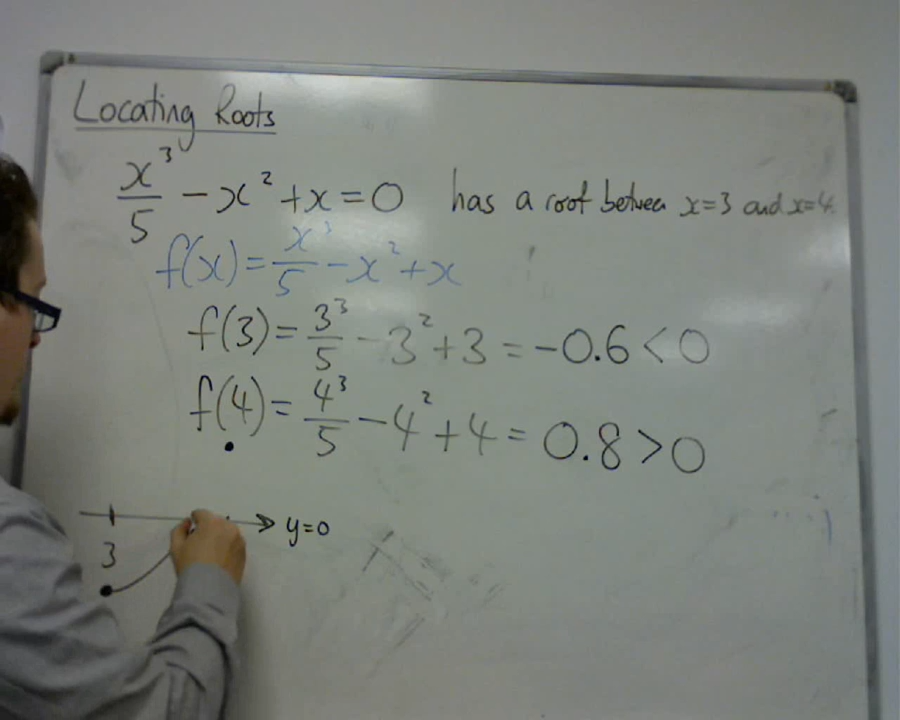 Locating Roots
x³/5 - x² + x = 0 has a root between x=3 and x=4.
f(x) = x³/5 - x² + x
f(3) = 3³/5 - 3² + 3 = -0.6 < 0
f(4) = 4³/5 - 4² + 4 = 0.8 > 0
y=0
3